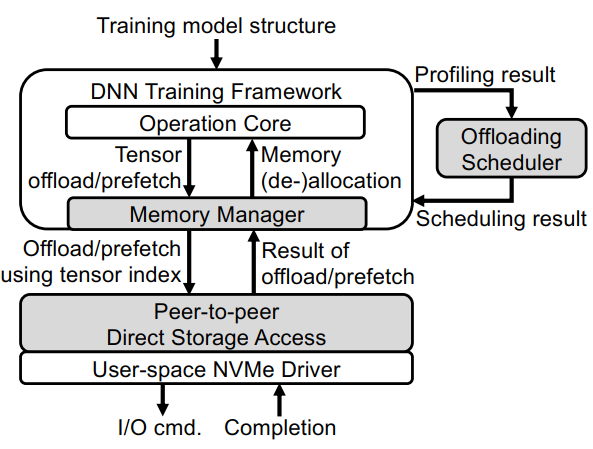 Training model structure
DNN Training Framework
Profiling result
Operation Core
Offloading
Scheduler
Tensor
offload/prefetch
Memory
(de-)allocation
Memory Manager
Scheduling result
Offload/prefetch
using tensor index
Result of
offload/prefetch
Peer-to-peer
Direct Storage Access
User-space NVMe Driver
I/O cmd.
Completion